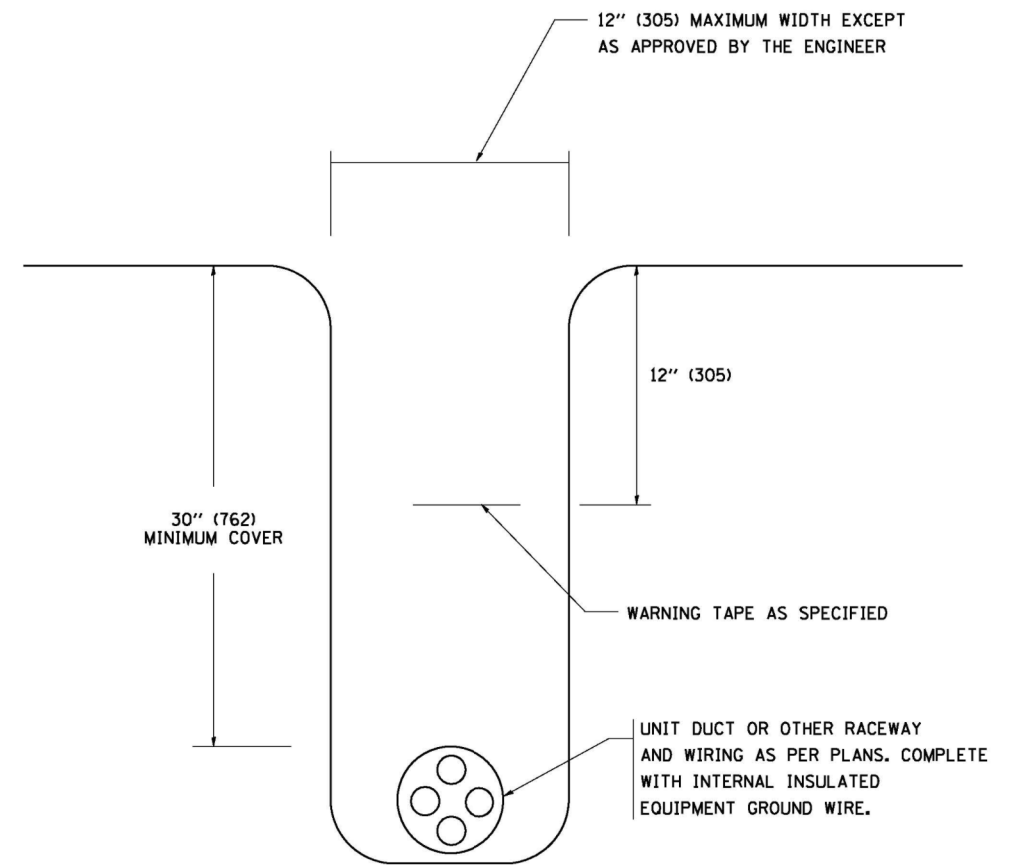 12″ (305) MAXIMUM WIDTH EXCEPT
AS APPROVED BY THE ENGINEER
12″ (305)
30″ (762)
MINIMUM COVER
WARNING TAPE AS SPECIFIED
UNIT DUCT OR OTHER RACEWAY
AND WIRING AS PER PLANS. COMPLETE
WITH INTERNAL INSULATED
EQUIPMENT GROUND WIRE.